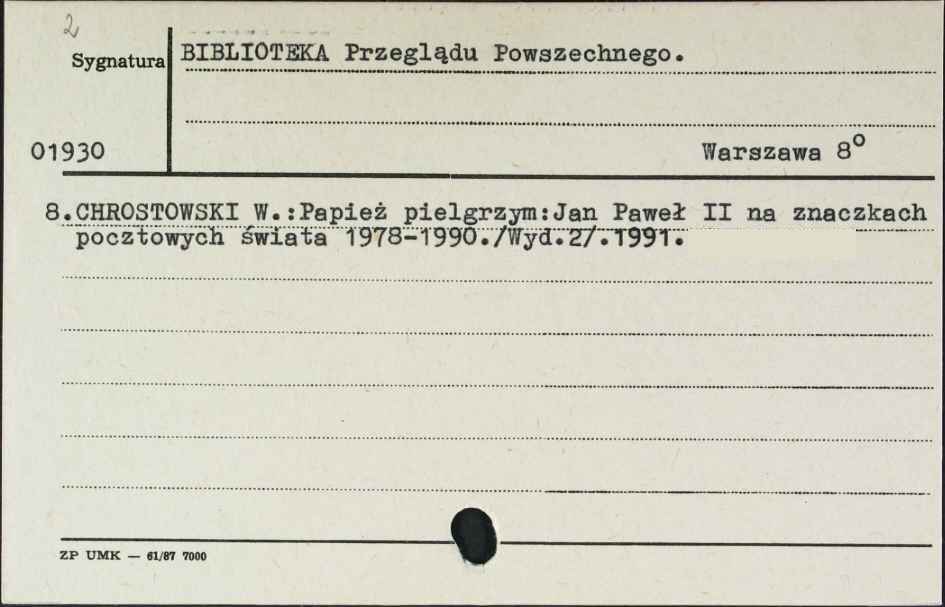 2
Sygnatura
BIBLIOTEKA Przeglądu Powszechnego.
01930
Warszawa 8°
8.CHROSTOWSKI W.:Papież pielgrzym:Jan Paweł II na znaczkach
pocztowych świata 1978-1990./Wyd.2/.1991.
ZP UMK — 61/87 7000